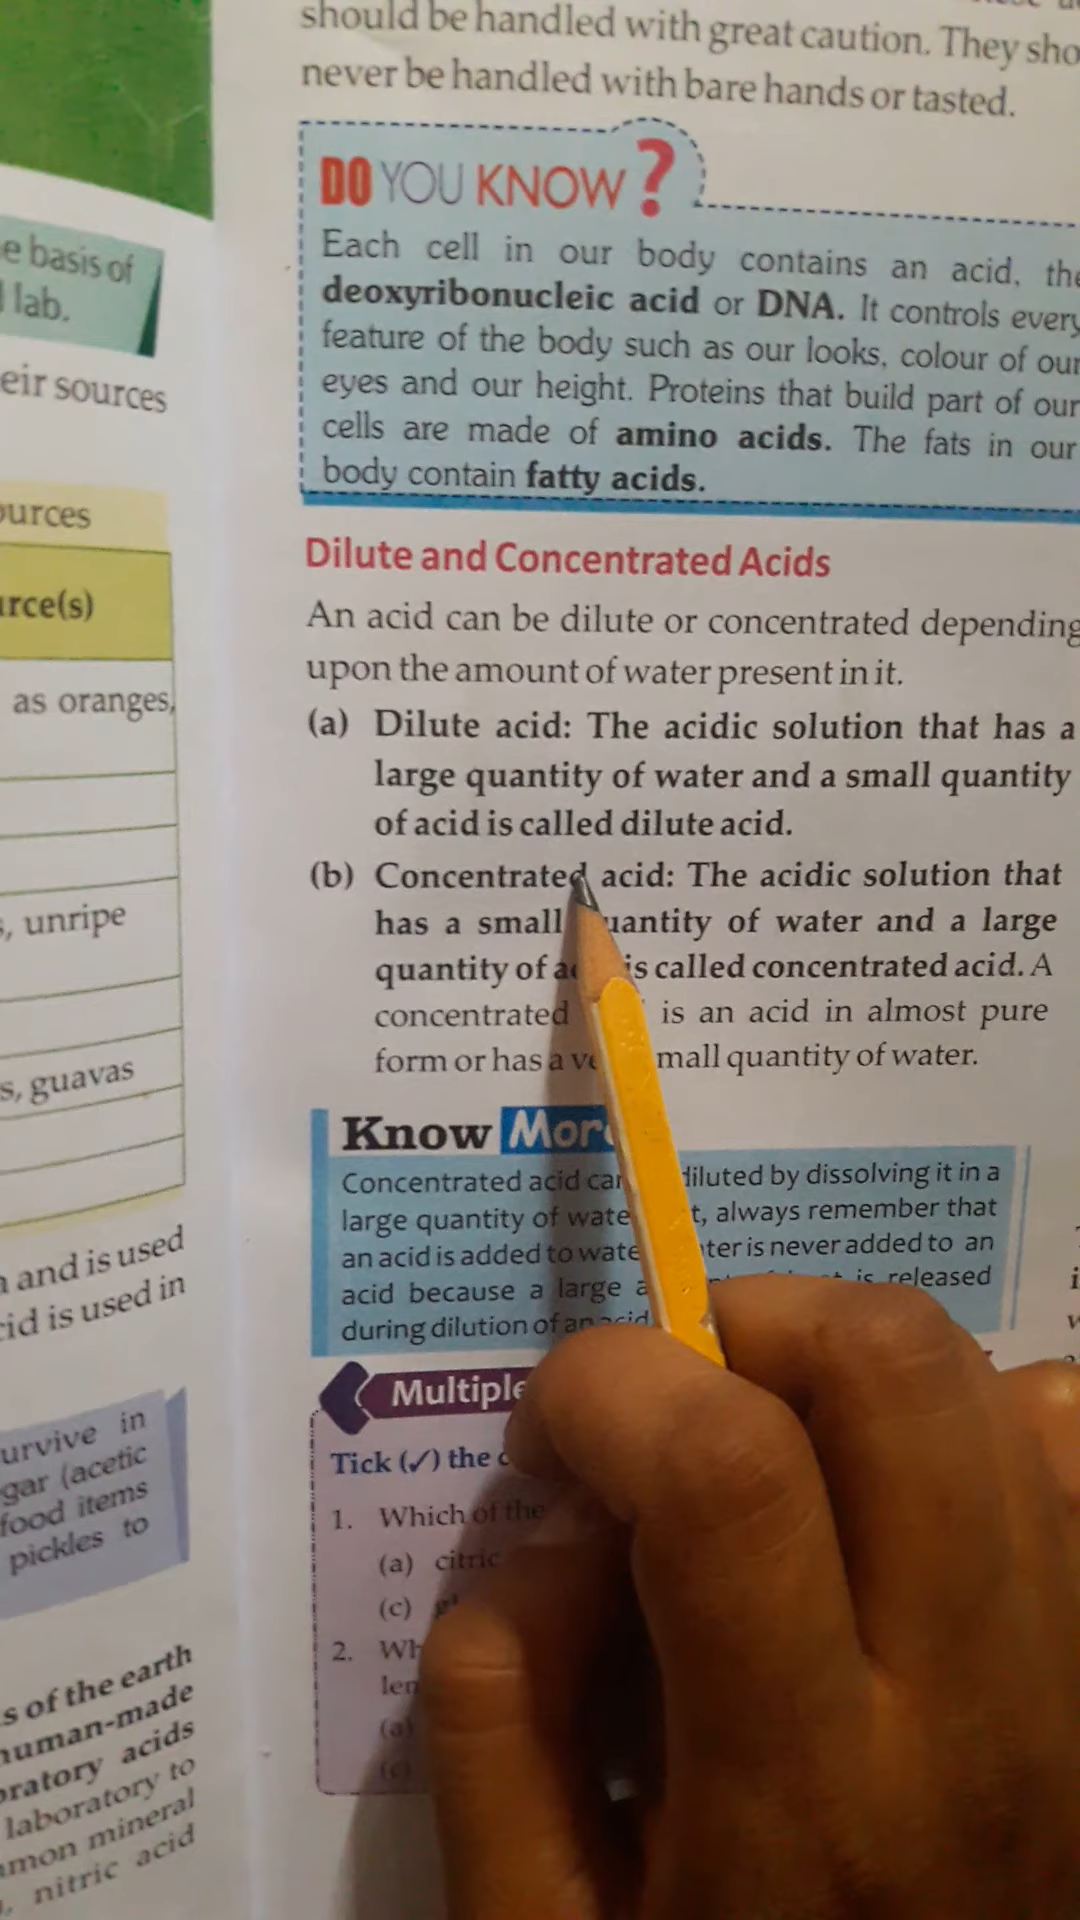 should be handled with great caution. They sho
never be handled with bare hands or tasted.
DO YOU KNOW?
Each cell in our body contains an acid, the
deoxyribonucleic acid or DNA. It controls every
feature of the body such as our looks, colour of our
eyes and our height. Proteins that build part of our
cells are made of amino acids. The fats in our
body contain fatty acids.
Dilute and Concentrated Acids
An acid can be dilute or concentrated depending
upon the amount of water present in it.
(a) Dilute acid: The acidic solution that has a
large quantity of water and a small quantity
of acid is called dilute acid.
(b) Concentrated acid: The acidic solution that
has a small uantity of water and a large
quantity of is called concentrated acid. A
concentrated is an acid in almost pure
form or has a mall quantity of water.
Know More
Concentrated acid can diluted by dissolving it in a
large quantity of wate t, always remember that
an acid is added to wate ter is never added to an
acid because a large is released
during dilution of an acid
Multiple
Tick (✓) the
1. Which of the
(a) citric
(c)
2. Wh
lem
(a)
(c)
e basis of
lab.
eir sources
ources
urce(s)
as oranges,
, unripe
s, guavas
and is used
cid is used in
urvive in
gar (acetic
food items
pickles to
s of the earth
human-made
oratory acids
laboratory to
mmon mineral
, nitric acid